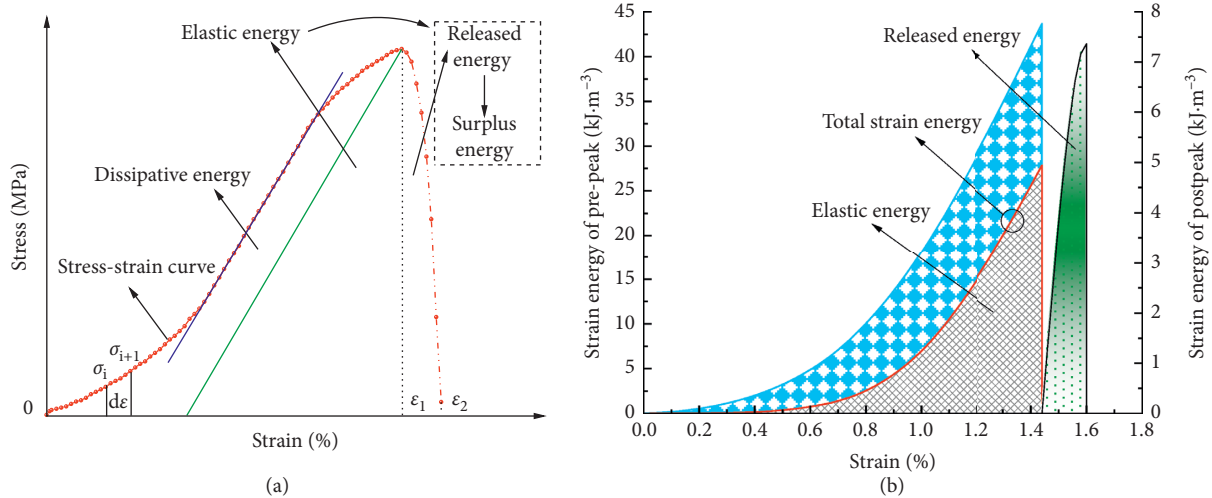 Elastic energy
Released
energy
Surplus
energy
Dissipative energy
Stress-strain curve
σi
σi+1
dε
0
ε1
ε2
Stress (MPa)
Strain (%)
(a)
45
40
35
30
25
20
15
10
5
0
Strain energy of pre-peak (kJ·m−3)
Released energy
Total strain energy
Elastic energy
8
7
6
5
4
3
2
1
0
Strain energy of postpeak (kJ·m−3)
0.0 0.2 0.4 0.6 0.8 1.0 1.2 1.4 1.6 1.8
Strain (%)
(b)